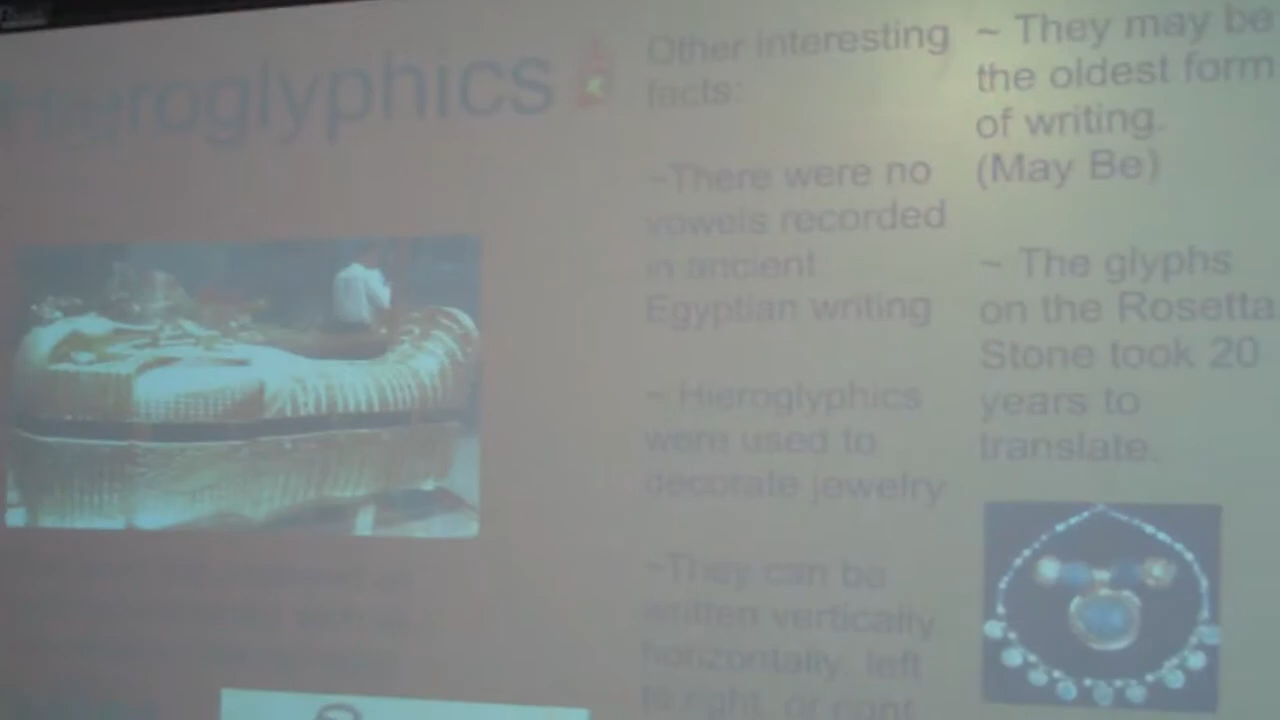 Hieroglyphics
Other interesting
facts:
~There were no
vowels recorded
in ancient
Egyptian writing
~ Hieroglyphics
were used to
decorate jewelry
~They can be
written vertically
horizontally, left
to right, or right
~ They may be
the oldest form
of writing.
(May Be)
~ The glyphs
on the Rosetta
Stone took 20
years to
translate.